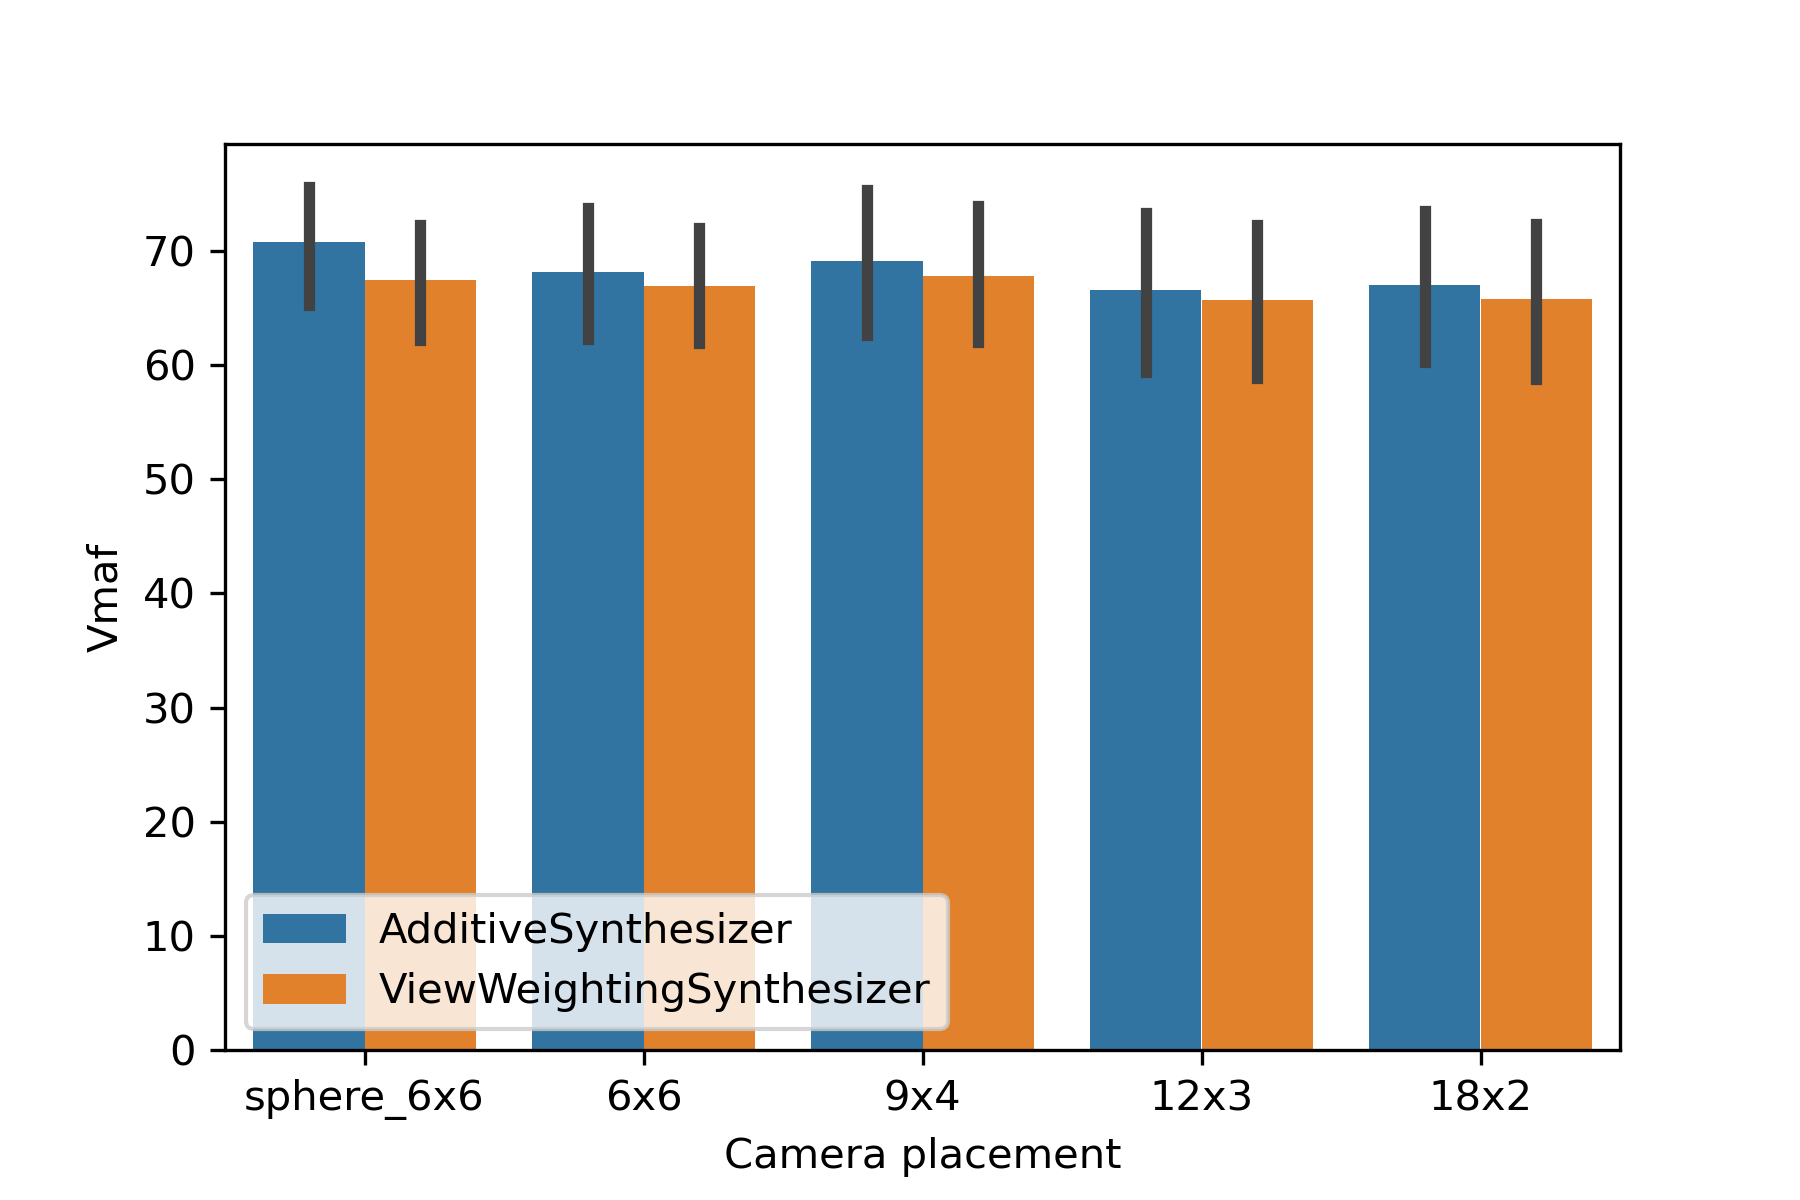 70
60
50
40
30
20
10
0
Vmaf
AdditiveSynthesizer
ViewWeightingSynthesizer
sphere_6x6 6x6 9x4 12x3 18x2
Camera placement